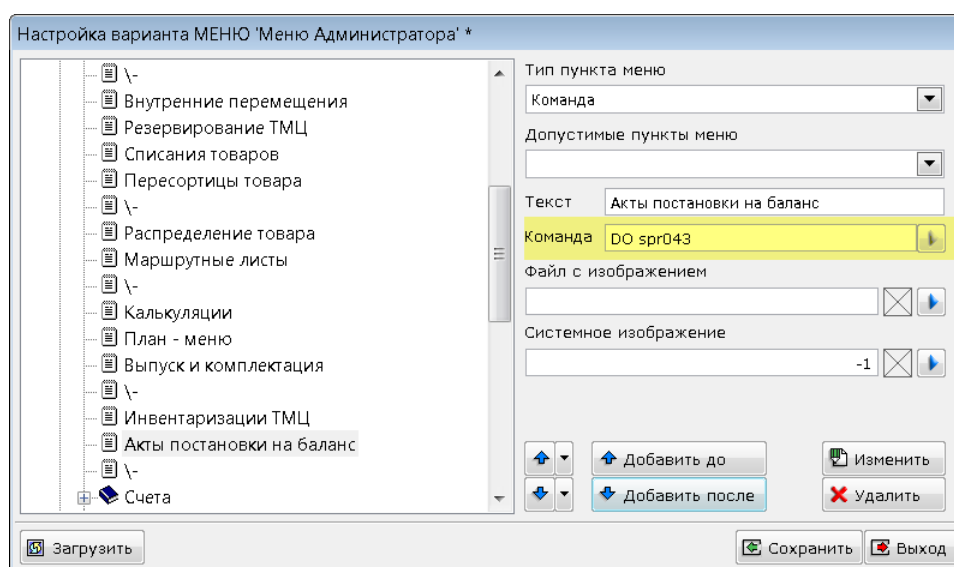 Настройка варианта МЕНЮ 'Меню Администратора' *
\-
Внутренние перемещения
Резервирование ТМЦ
Списания товаров
Пересортицы товара
\-
Распределение товара
Маршрутные листы
\-
Калькуляции
План - меню
Выпуск и комплектация
\-
Инвентаризации ТМЦ
Акты постановки на баланс
\-
Счета
Тип пункта меню
Команда
Допустимые пункты меню
Текст Акты постановки на баланс
Команда DO spr043
Файл с изображением
Системное изображение
-1
Добавить до Изменить
Добавить после Удалить
Загрузить Сохранить Выход